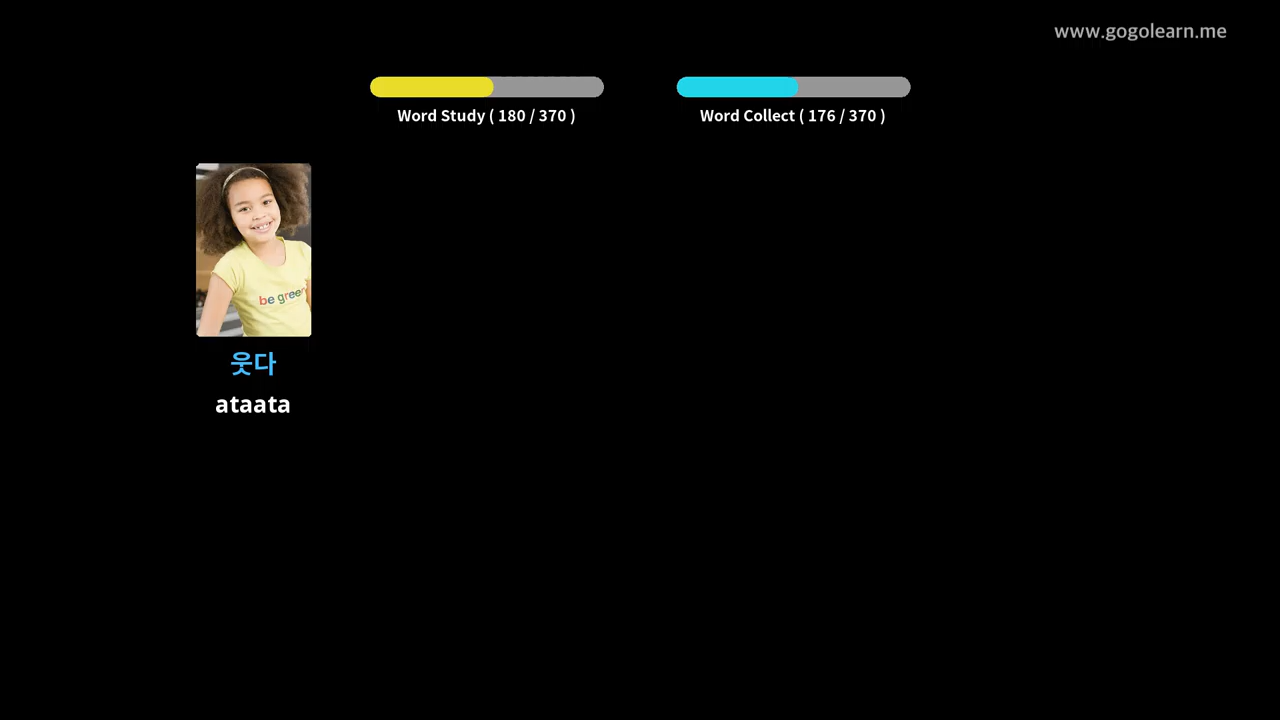 www.gogolearn.me
Word Study ( 180 / 370 )
Word Collect ( 176 / 370 )
be green
웃다
ataata